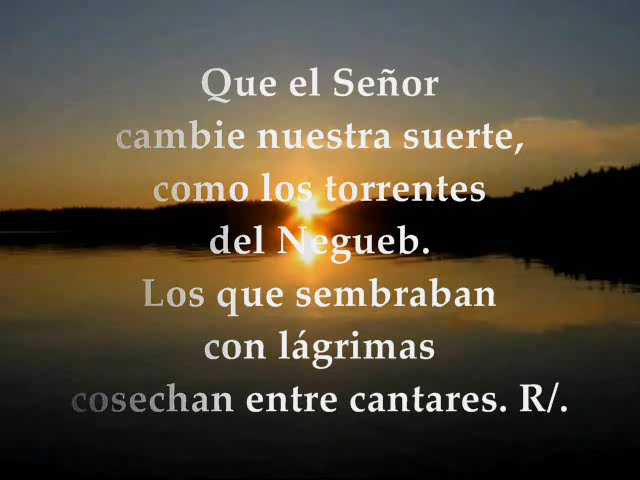 Que el Señor
cambie nuestra suerte,
como los torrentes
del Negueb.
Los que sembraban
con lágrimas
cosechan entre cantares. R/.